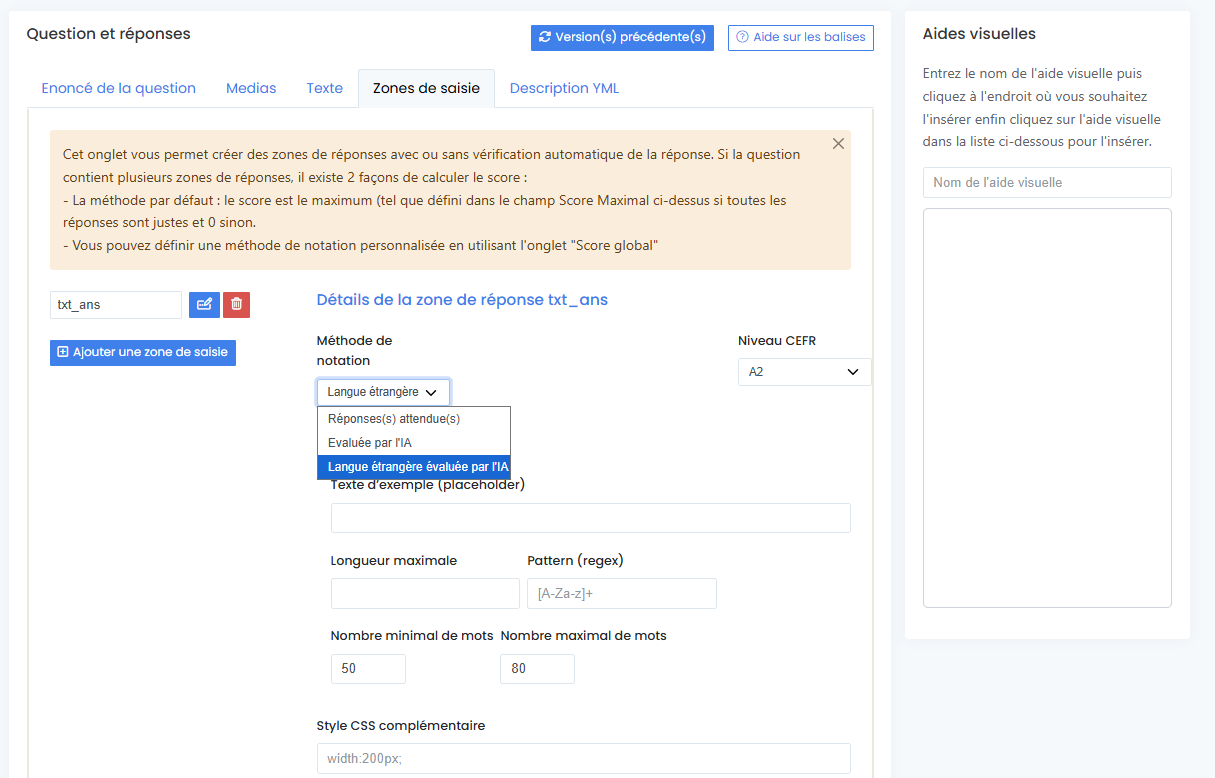 Question et réponses
Version(s) précédente(s)
Aide sur les balises
Enoncé de la question
Medias
Texte
Zones de saisie
Description YML
Cet onglet vous permet créer des zones de réponses avec ou sans vérification automatique de la réponse. Si la question
contient plusieurs zones de réponses, il existe 2 façons de calculer le score :
- La méthode par défaut : le score est le maximum (tel que défini dans le champ Score Maximal ci-dessus si toutes les
réponses sont justes et 0 sinon.
- Vous pouvez définir une méthode de notation personnalisée en utilisant l'onglet "Score global"
txt_ans
Ajouter une zone de saisie
Détails de la zone de réponse txt_ans
Méthode de
notation
Langue étrangère
Réponses(s) attendue(s)
Evaluée par l'IA
Langue étrangère évaluée par l'IA
Niveau CEFR
A2
Texte d'exemple (placeholder)
Longueur maximale
Pattern (regex)
[A-Za-z]+
Nombre minimal de mots
Nombre maximal de mots
50
80
Style CSS complémentaire
width:200px;
Aides visuelles
Entrez le nom de l'aide visuelle puis
cliquez à l'endroit où vous souhaitez
l'insérer enfin cliquez sur l'aide visuelle
dans la liste ci-dessous pour l'insérer.
Nom de l'aide visuelle